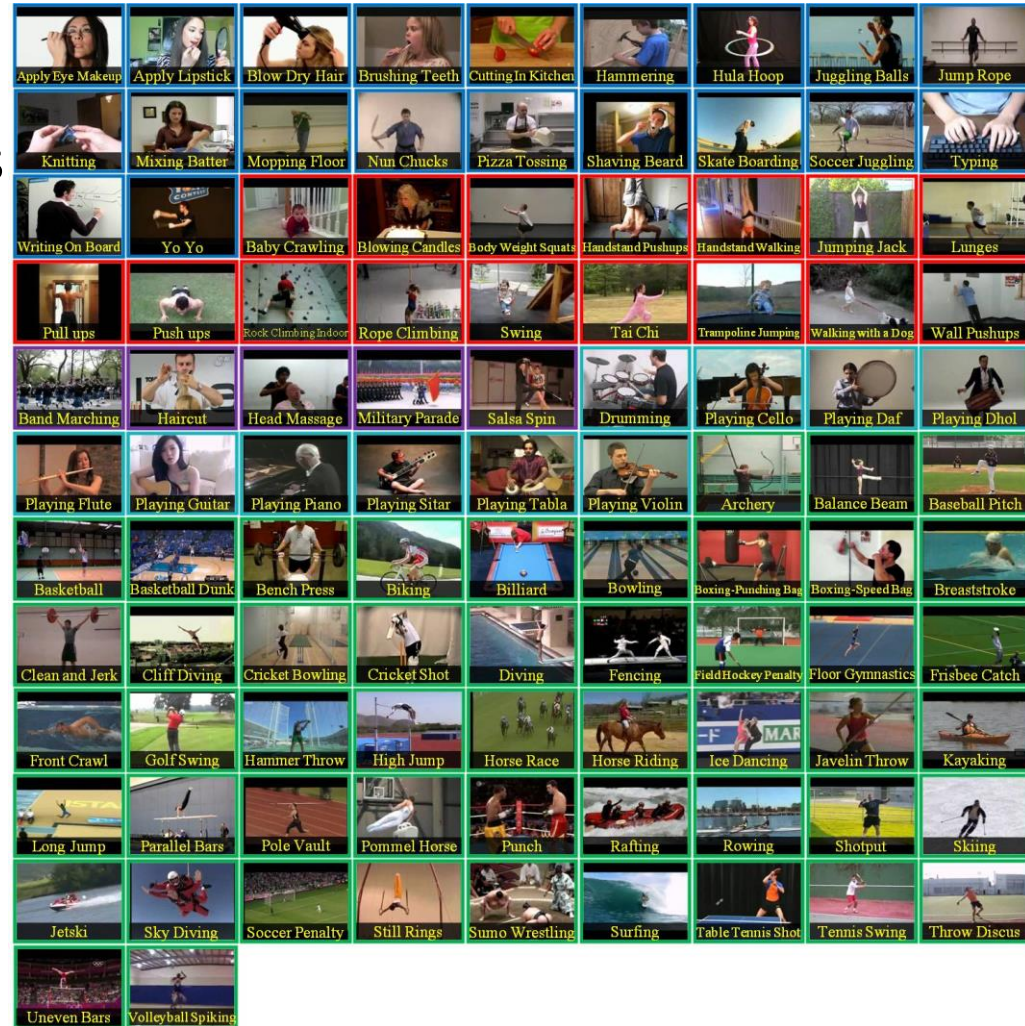 Apply Eye Makeup Apply Lipstick Blow Dry Hair Brushing Teeth Cutting In Kitchen Hammering Hula Hoop Juggling Balls Jump Rope
Knitting Mixing Batter Mopping Floor Nun Chucks Pizza Tossing Shaving Beard Skate Boarding Soccer Juggling Typing
Writing On Board Yo Yo Baby Crawling Blowing Candles Body Weight Squats Handstand Pushups Handstand Walking Jumping Jack Lunges
Pull ups Push ups Rock Climbing Indoor Rope Climbing Swing Tai Chi Trampoline Jumping Walking with a Dog Wall Pushups
Band Marching Haircut Head Massage Military Parade Salsa Spin Drumming Playing Cello Playing Daf Playing Dhol
Playing Flute Playing Guitar Playing Piano Playing Sitar Playing Tabla Playing Violin Archery Balance Beam Baseball Pitch
Basketball Basketball Dunk Bench Press Biking Billiard Bowling Boxing-Punching Bag Boxing-Speed Bag Breaststroke
Clean and Jerk Cliff Diving Cricket Bowling Cricket Shot Diving Fencing Field Hockey Penalty Floor Gymnastics Frisbee Catch
Front Crawl Golf Swing Hammer Throw High Jump Horse Race Horse Riding Ice Dancing Javelin Throw Kayaking
Long Jump Parallel Bars Pole Vault Pommel Horse Punch Rafting Rowing Shotput Skiing
Jetski Sky Diving Soccer Penalty Still Rings Sumo Wrestling Surfing Table Tennis Shot Tennis Swing Throw Discus
Uneven Bars Volleyball Spiking